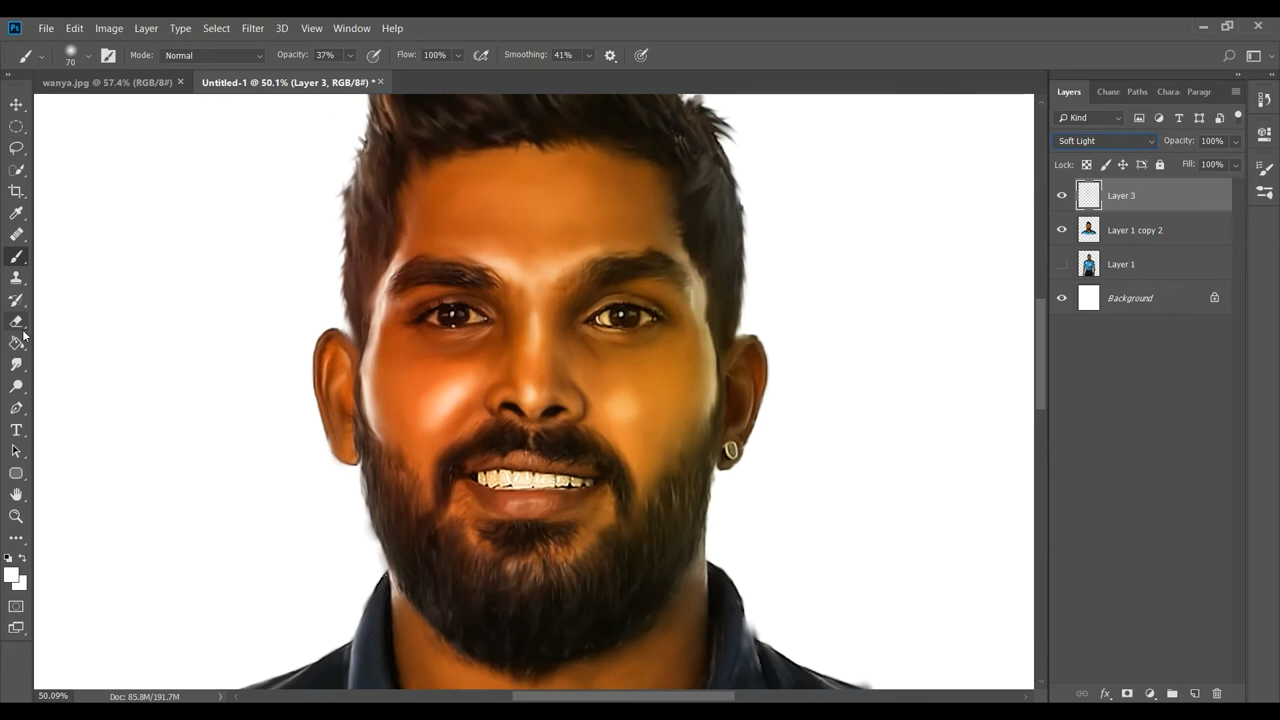 Ps File Edit Image Layer Type Select Filter 3D View Window Help
70 Mode: Normal Opacity: 37% Flow: 100% Smoothing: 41%
wanya.jpg @ 57.4% (RGB/8#) × Untitled-1 @ 50.1% (Layer 3, RGB/8#) * ×
Layers Chann Paths Chara Paragr
Kind
Soft Light Opacity: 100%
Lock: Fill: 100%
Layer 3
Layer 1 copy 2
Layer 1
Background
50.09% Doc: 85.8M/191.7M